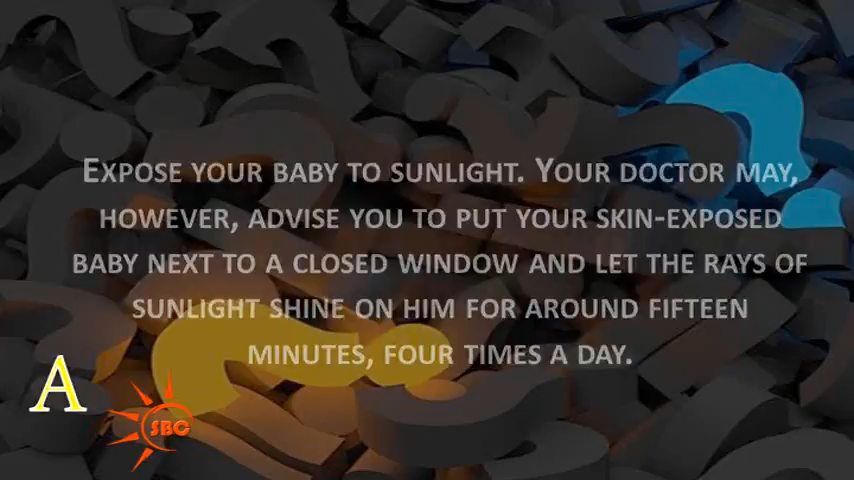 Expose your baby to sunlight. Your doctor may,
however, advise you to put your skin-exposed
baby next to a closed window and let the rays of
sunlight shine on him for around fifteen
minutes, four times a day.
A
SBC